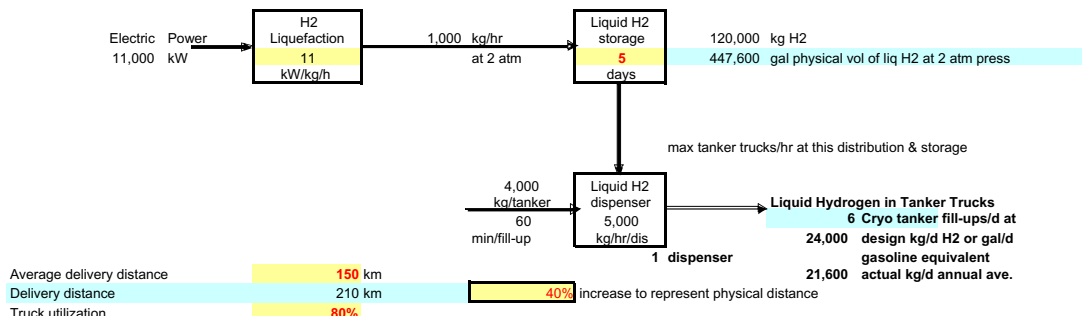 H2
Liquefaction
11
kW/kg/h
Electric Power
11,000 kW
1,000 kg/hr
at 2 atm
Liquid H2
storage
5
days
120,000 kg H2
447,600 gal physical vol of liq H2 at 2 atm press
max tanker trucks/hr at this distribution & storage
4,000
kg/tanker
60
min/fill-up
Liquid H2
dispenser
5,000
kg/hr/dis
1 dispenser
Liquid Hydrogen in Tanker Trucks
6 Cryo tanker fill-ups/d at
24,000 design kg/d H2 or gal/d
gasoline equivalent
21,600 actual kg/d annual ave.
Average delivery distance 150 km
Delivery distance 210 km 40% increase to represent physical distance
Truck utilization 80%